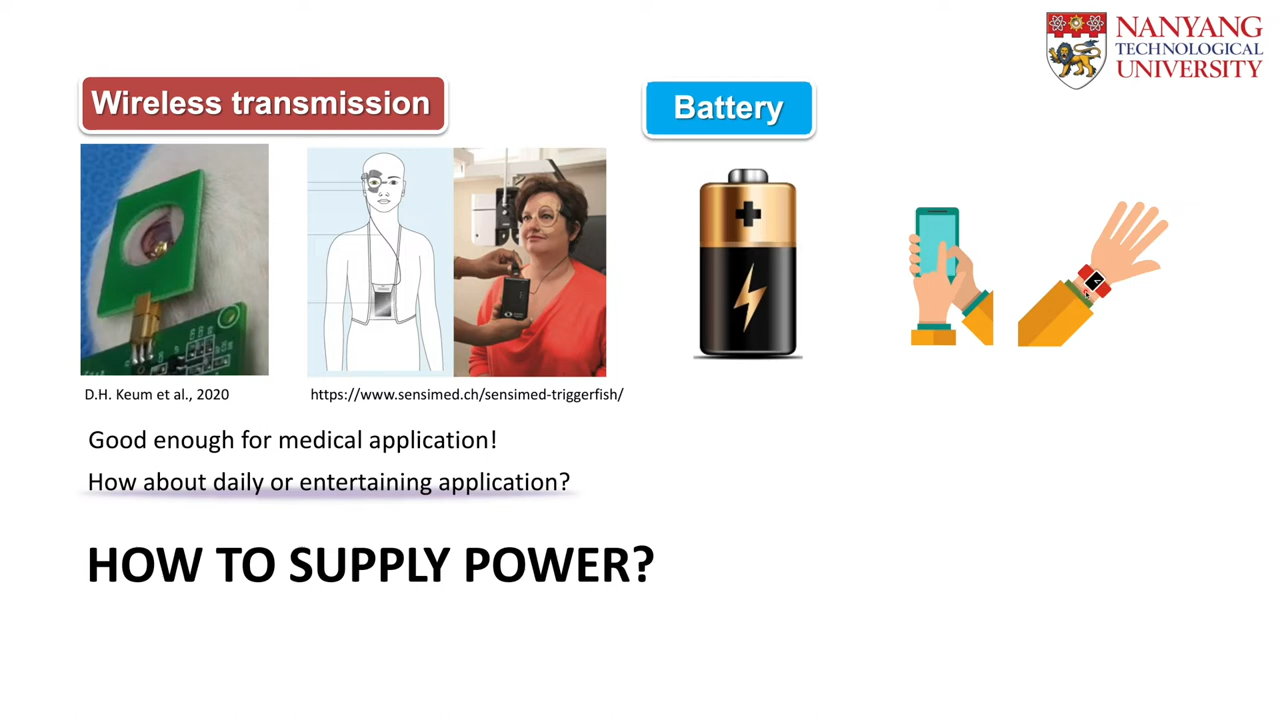 NANYANG
TECHNOLOGICAL
UNIVERSITY
Wireless transmission
Battery
D.H. Keum et al., 2020
https://www.sensimed.ch/sensimed-triggerfish/
Good enough for medical application!
How about daily or entertaining application?
HOW TO SUPPLY POWER?